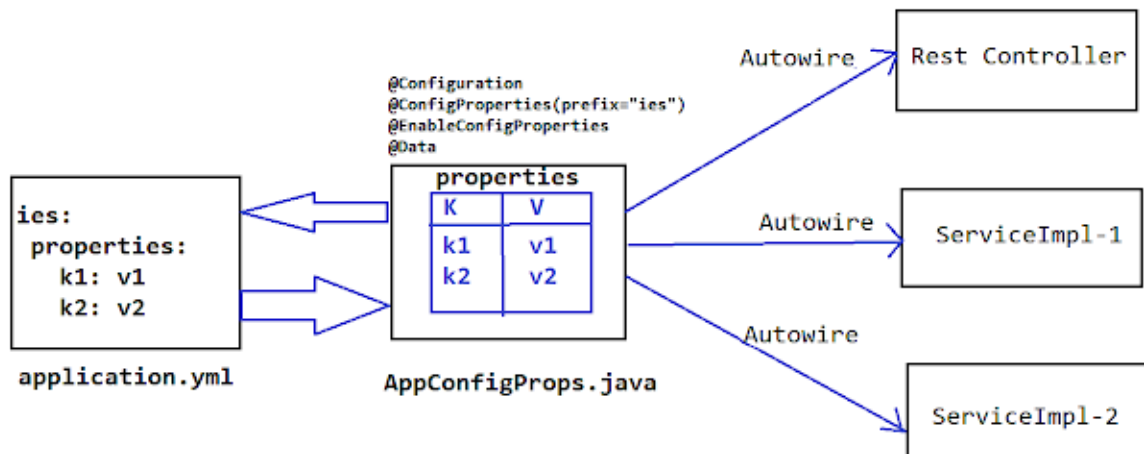 ies:
properties:
k1: v1
k2: v2
application.yml
@Configuration
@ConfigProperties(prefix="ies")
@EnableConfigProperties
@Data
properties
K V
k1 v1
k2 v2
AppConfigProps.java
Autowire
Autowire
Autowire
Rest Controller
ServiceImpl-1
ServiceImpl-2